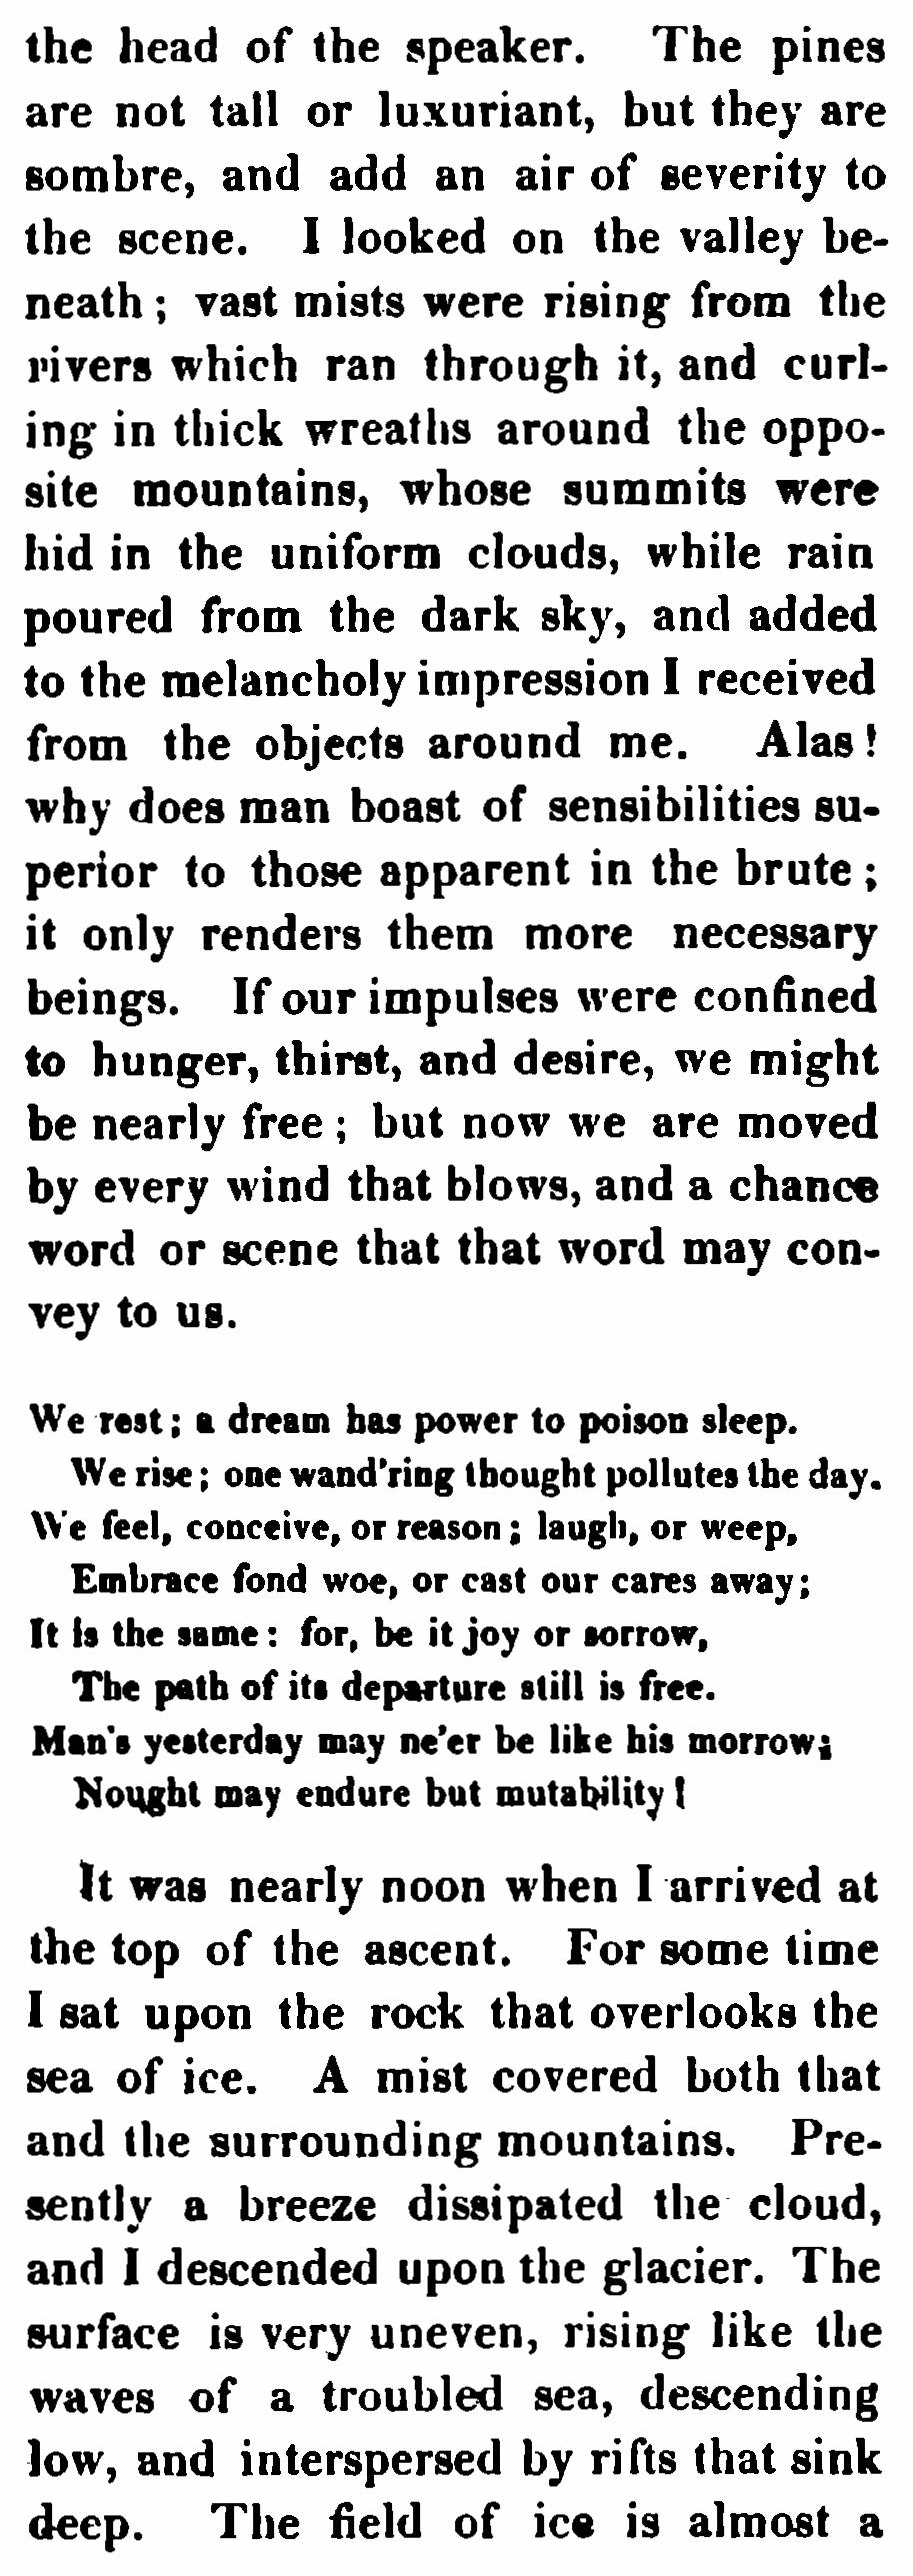 the head of the speaker. The pines
are not tall or luxuriant, but they are
sombre, and add an air of severity to
the scene. I looked on the valley be-
neath ; vast mists were rising from the
rivers which ran through it, and curl-
ing in thick wreaths around the oppo-
site mountains, whose summits were
hid in the uniform clouds, while rain
poured from the dark sky, and added
to the melancholy impression I received
from the objects around me. Alas !
why does man boast of sensibilities su-
perior to those apparent in the brute ;
it only renders them more necessary
beings. If our impulses were confined
to hunger, thirst, and desire, we might
be nearly free ; but now we are moved
by every wind that blows, and a chance
word or scene that that word may con-
vey to us.
We rest ; a dream has power to poison sleep.
We rise ; one wand'ring thought pollutes the day.
We feel, conceive, or reason ; laugh, or weep,
Embrace fond woe, or cast our cares away ;
It is the same : for, be it joy or sorrow,
The path of its departure still is free.
Man's yesterday may ne'er be like his morrow ;
Nought may endure but mutability !
It was nearly noon when I arrived at
the top of the ascent. For some time
I sat upon the rock that overlooks the
sea of ice. A mist covered both that
and the surrounding mountains. Pre-
sently a breeze dissipated the cloud,
and I descended upon the glacier. The
surface is very uneven, rising like the
waves of a troubled sea, descending
low, and interspersed by rifts that sink
deep. The field of ice is almost a